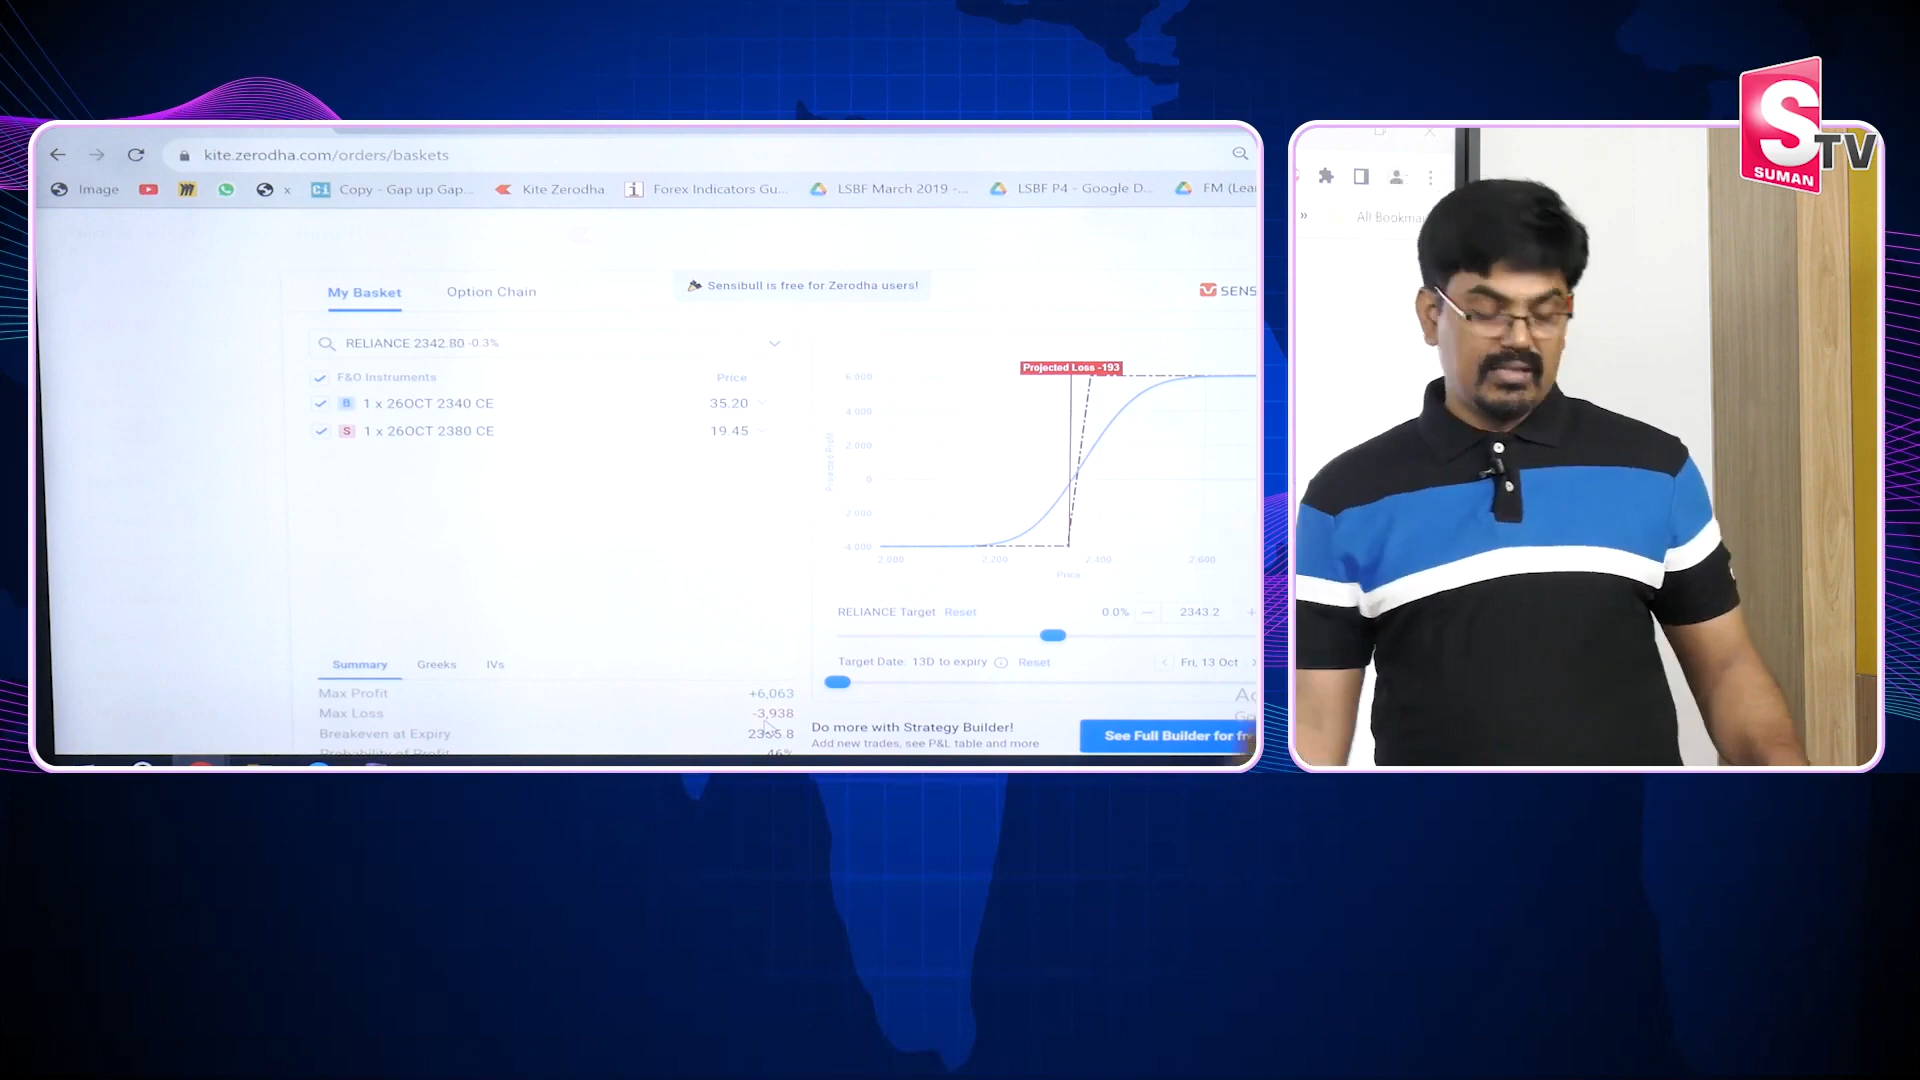 S
TV
SUMAN
kite.zerodha.com/orders/baskets
Image
x
Copy - Gap up Gap...
Kite Zerodha
Forex Indicators Gu...
LSBF March 2019 -...
LSBF P4 - Google D...
FM (Lea
»
All Bookma
My Basket
Option Chain
Sensibull is free for Zerodha users!
SENS
RELIANCE 2342.80 -0.3%
F&O Instruments
Price
B 1 x 26OCT 2340 CE
35.20
S 1 x 26OCT 2380 CE
19.45
Projected Loss -193
6,000
4,000
2,000
0
-2,000
-4,000
Projected Profit
2,000
2,200
2,400
2,600
Price
RELIANCE Target Reset
0.0%
2343.2
Target Date: 13D to expiry
Reset
Fri, 13 Oct
Summary
Greeks
IVs
Max Profit
+6,063
Max Loss
-3,938
Breakeven at Expiry
Probability of Profit
46%
Do more with Strategy Builder!
Add new trades, see P&L table and more
See Full Builder for fr